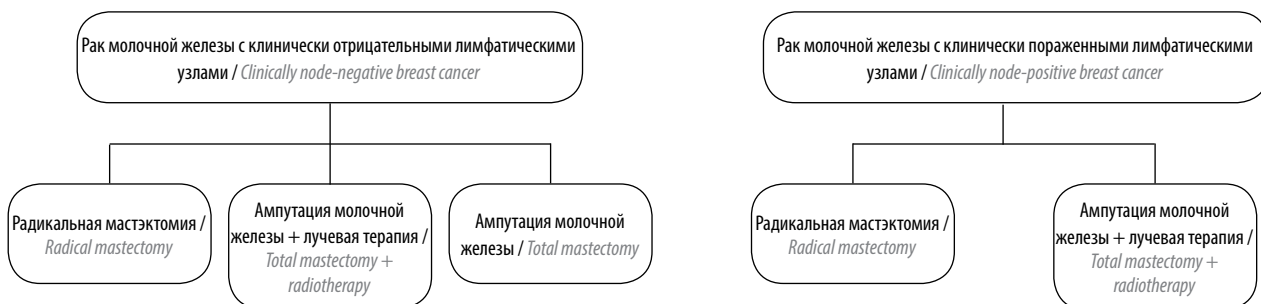 Рак молочной железы с клинически отрицательными лимфатическими
узлами / Clinically node-negative breast cancer
Радикальная мастэктомия /
Radical mastectomy
Ампутация молочной
железы + лучевая терапия /
Total mastectomy +
radiotherapy
Ампутация молочной
железы / Total mastectomy
Рак молочной железы с клинически пораженными лимфатическими
узлами / Clinically node-positive breast cancer
Радикальная мастэктомия /
Radical mastectomy
Ампутация молочной
железы + лучевая терапия /
Total mastectomy +
radiotherapy